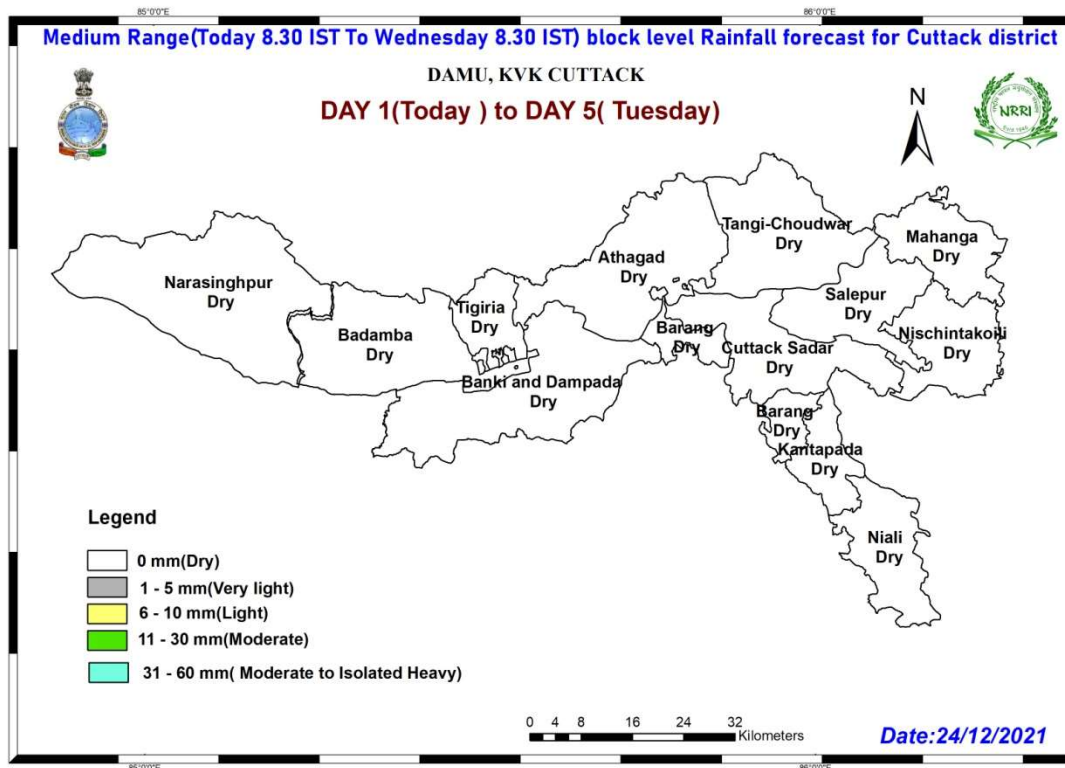 85°0'0"E
86°0'0"E
Medium Range(Today 8.30 IST To Wednesday 8.30 IST) block level Rainfall forecast for Cuttack district
DAMU, KVK CUTTACK
DAY 1(Today ) to DAY 5( Tuesday)
N
NRRI
Tangi-Choudwar
Dry
Mahanga
Dry
Athagad
Dry
Narasinghpur
Dry
Salepur
Dry
Tigiria
Dry
Badamba
Dry
Barang
Dry
Nischintakoili
Dry
Cuttack Sadar
Dry
Banki and Dampada
Dry
Barang
Dry
Kantapada
Dry
Niali
Dry
Legend
0 mm(Dry)
1 - 5 mm(Very light)
6 - 10 mm(Light)
11 - 30 mm(Moderate)
31 - 60 mm( Moderate to Isolated Heavy)
0 2 4 8 16 24 32
Kilometers
Date:24/12/2021